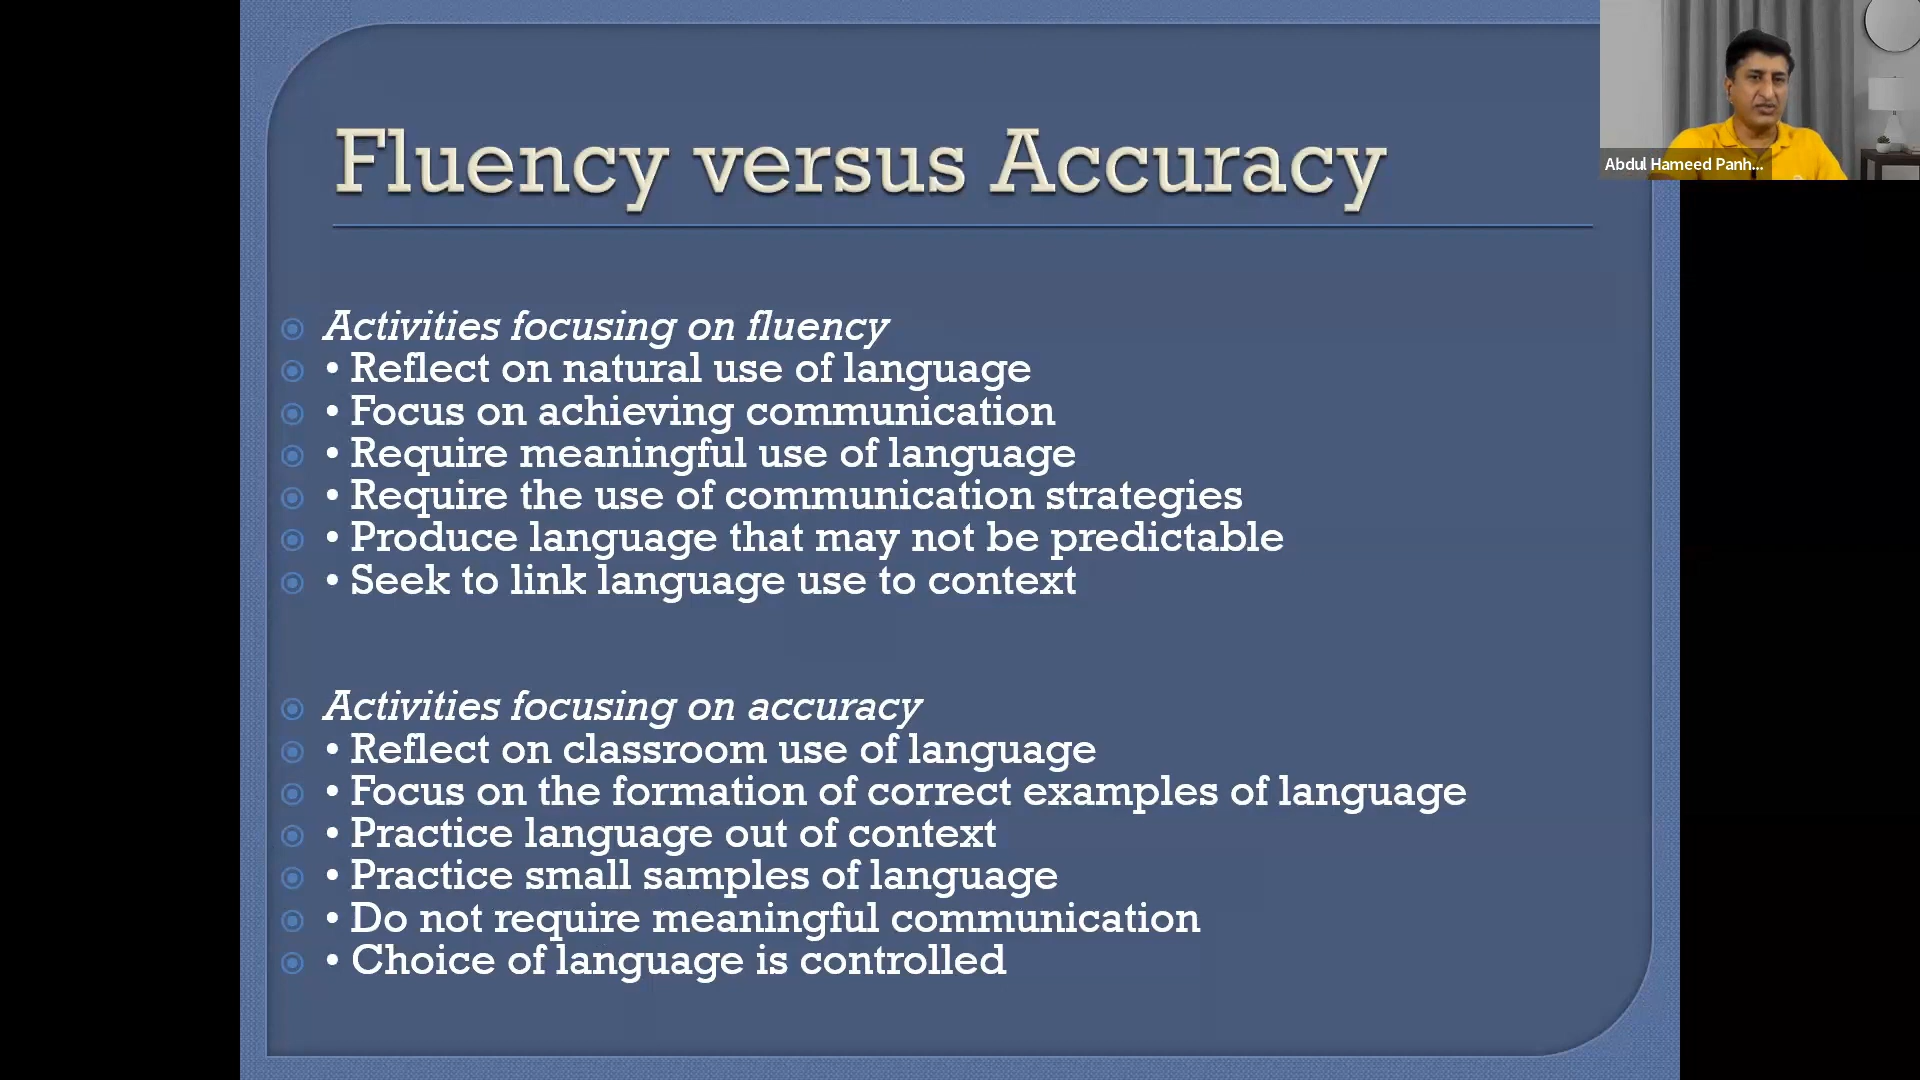 Fluency versus Accuracy
Abdul Hameed Panh...
Activities focusing on fluency
• Reflect on natural use of language
• Focus on achieving communication
• Require meaningful use of language
• Require the use of communication strategies
• Produce language that may not be predictable
• Seek to link language use to context
Activities focusing on accuracy
• Reflect on classroom use of language
• Focus on the formation of correct examples of language
• Practice language out of context
• Practice small samples of language
• Do not require meaningful communication
• Choice of language is controlled